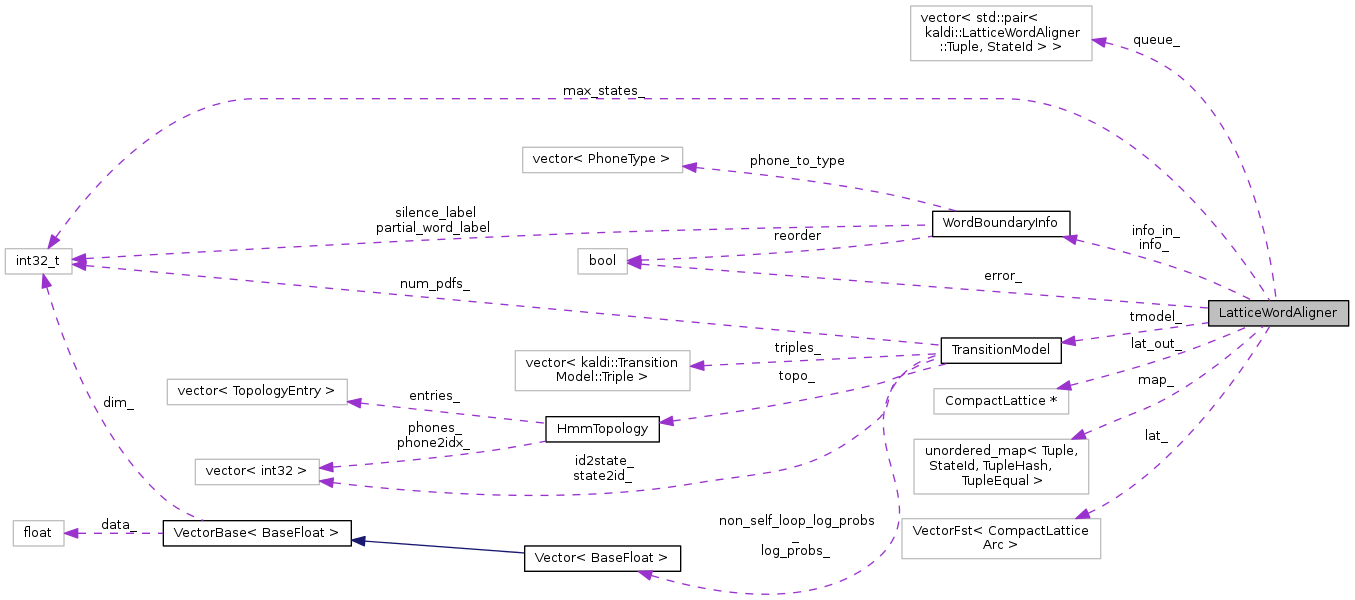 vector< std::pair<
kaldi::LatticeWordAligner
::Tuple, StateId > >
queue_
max_states_
vector< PhoneType >
phone_to_type
silence_label
partial_word_label
WordBoundaryInfo
reorder
info_in_
info_
int32_t
bool
error_
num_pdfs_
LatticeWordAligner
tmodel_
TransitionModel
lat_out_
triples_
vector< kaldi::Transition
Model::Triple >
topo_
map_
vector< TopologyEntry >
entries_
CompactLattice *
dim_
phones_
phone2idx_
HmmTopology
lat_
unordered_map< Tuple,
StateId, TupleHash,
TupleEqual >
vector< int32 >
id2state_
state2id_
non_self_loop_log_probs
_
log_probs_
float
data_
VectorBase< BaseFloat >
VectorFst< CompactLattice
Arc >
Vector< BaseFloat >